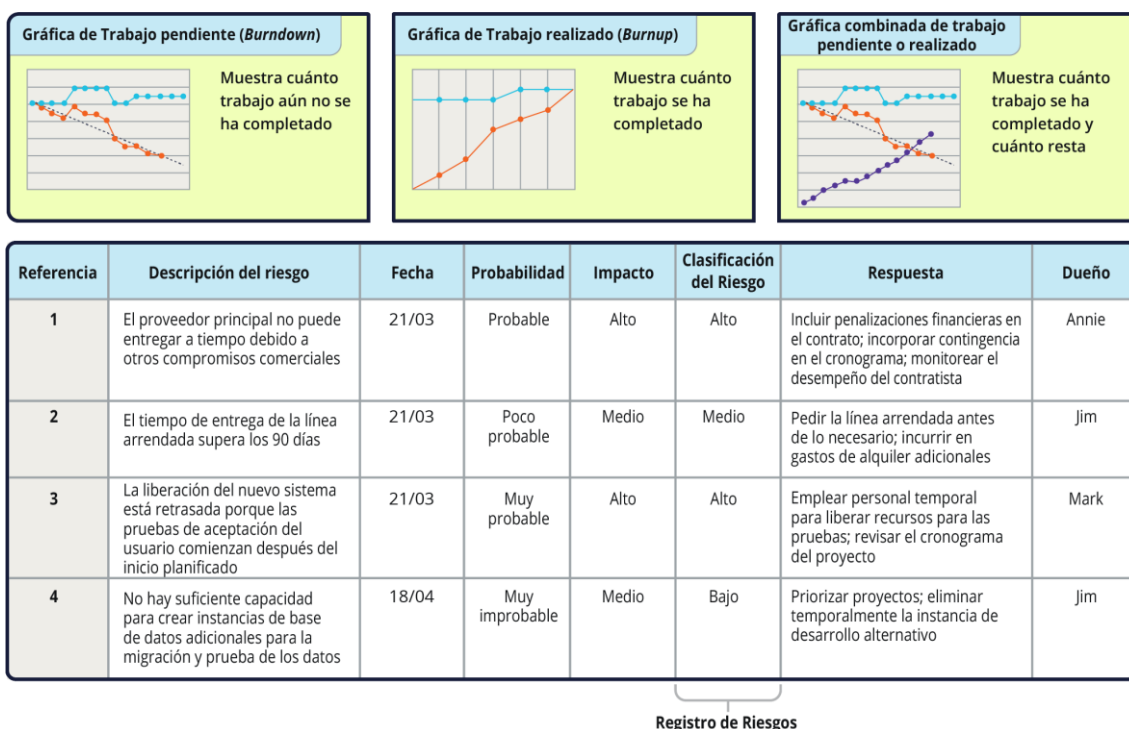 Gráfica de Trabajo pendiente (Burndown)
Muestra cuánto
trabajo aún no se
ha completado
Gráfica de Trabajo realizado (Burnup)
Muestra cuánto
trabajo se ha
completado
Gráfica combinada de trabajo
pendiente o realizado
Muestra cuánto
trabajo se ha
completado y
cuánto resta
Referencia Descripción del riesgo Fecha Probabilidad Impacto Clasificación del Riesgo Respuesta Dueño
1
El proveedor principal no puede
entregar a tiempo debido a
otros compromisos comerciales
21/03
Probable
Alto
Alto
Incluir penalizaciones financieras en
el contrato; incorporar contingencia
en el cronograma; monitorear el
desempeño del contratista
Annie
2
El tiempo de entrega de la línea
arrendada supera los 90 días
21/03
Poco
probable
Medio
Medio
Pedir la línea arrendada antes
de lo necesario; incurrir en
gastos de alquiler adicionales
Jim
3
La liberación del nuevo sistema
está retrasada porque las
pruebas de aceptación del
usuario comienzan después del
inicio planificado
21/03
Muy
probable
Alto
Alto
Emplear personal temporal
para liberar recursos para las
pruebas; revisar el cronograma
del proyecto
Mark
4
No hay suficiente capacidad
para crear instancias de base
de datos adicionales para la
migración y prueba de los datos
18/04
Muy
improbable
Medio
Bajo
Priorizar proyectos; eliminar
temporalmente la instancia de
desarrollo alternativo
Jim
Registro de Riesgos